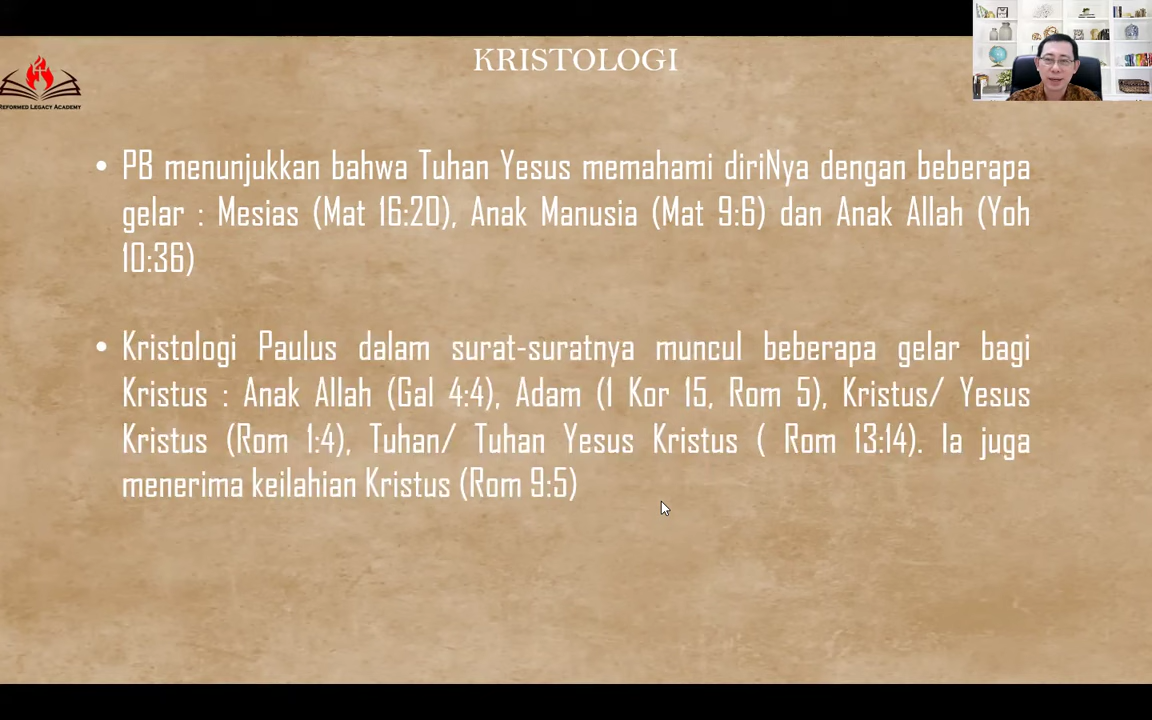 KRISTOLOGI
REFORMED LEGACY ACADEMY
• PB menunjukkan bahwa Tuhan Yesus memahami diriNya dengan beberapa
gelar : Mesias (Mat 16:20), Anak Manusia (Mat 9:6) dan Anak Allah (Yoh
10:36)
• Kristologi Paulus dalam surat-suratnya muncul beberapa gelar bagi
Kristus : Anak Allah (Gal 4:4), Adam (1 Kor 15, Rom 5), Kristus/ Yesus
Kristus (Rom 1:4), Tuhan/ Tuhan Yesus Kristus ( Rom 13:14). Ia juga
menerima keilahian Kristus (Rom 9:5)